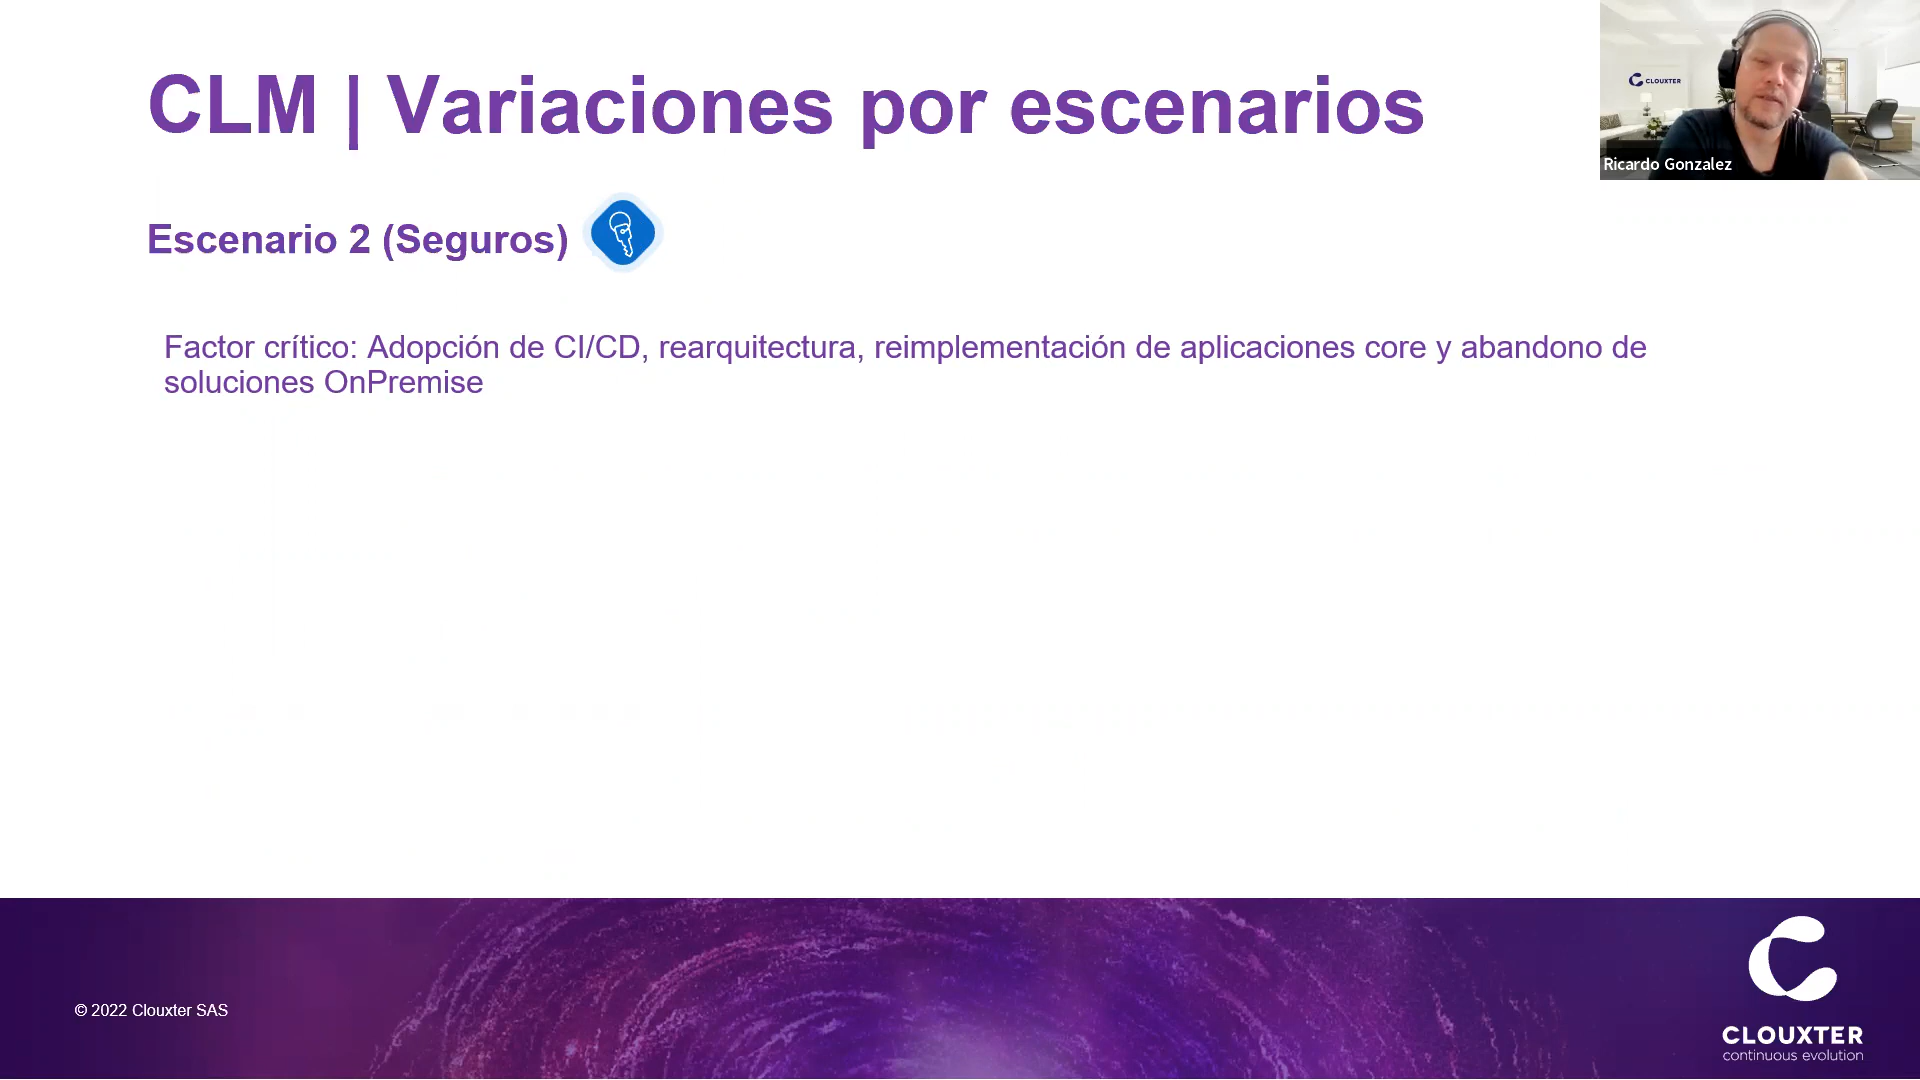 CLM | Variaciones por escenarios
CLOUXTER
Ricardo Gonzalez
Escenario 2 (Seguros)
Factor crítico: Adopción de CI/CD, rearquitectura, reimplementación de aplicaciones core y abandono de
soluciones OnPremise
© 2022 Clouxter SAS
CLOUXTER
continuous evolution